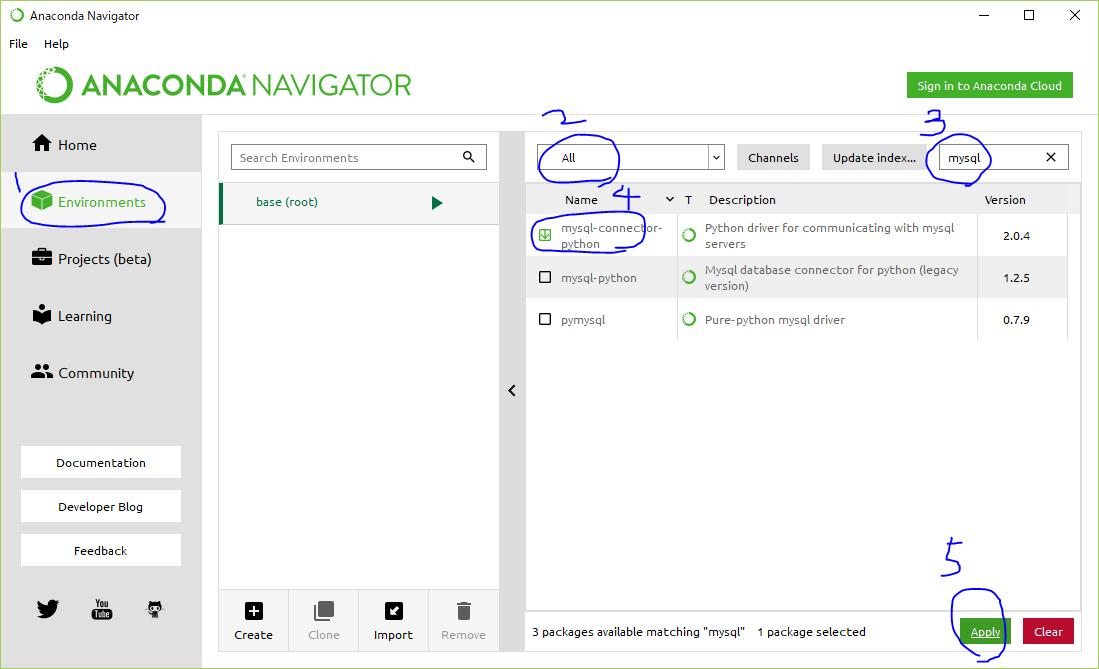 Anaconda Navigator
File Help
ANACONDA NAVIGATOR
Sign in to Anaconda Cloud
1
Home
Environments
Projects (beta)
Learning
Community
Documentation
Developer Blog
Feedback
You Tube
Search Environments
base (root)
Create Clone Import Remove
2
3
All
Channels
Update index...
mysql
4
Name T Description Version
mysql-connector-python Python driver for communicating with mysql servers 2.0.4
mysql-python Mysql database connector for python (legacy version) 1.2.5
pymysql Pure-python mysql driver 0.7.9
5
3 packages available matching "mysql" 1 package selected
Apply
Clear